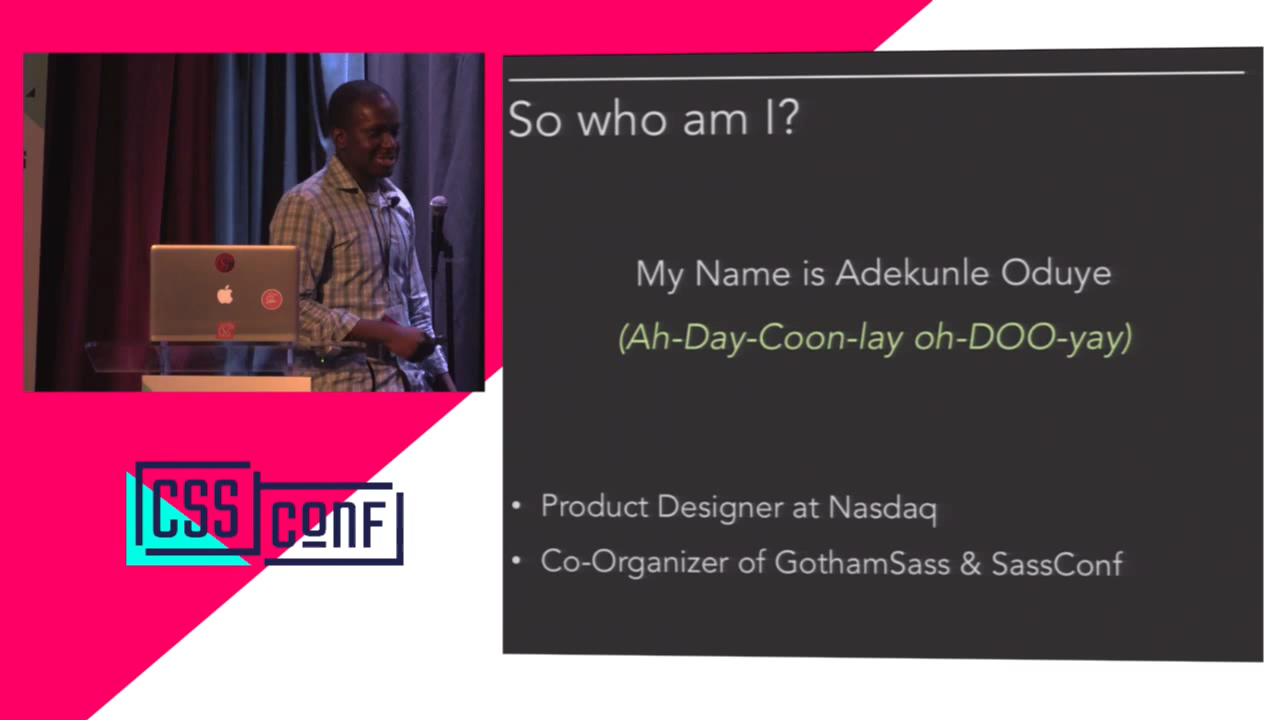 So who am I?
My Name is Adekunle Oduye
(Ah-Day-Coon-lay oh-DOO-yay)
• Product Designer at Nasdaq
• Co-Organizer of GothamSass & SassConf
CSS
CONF